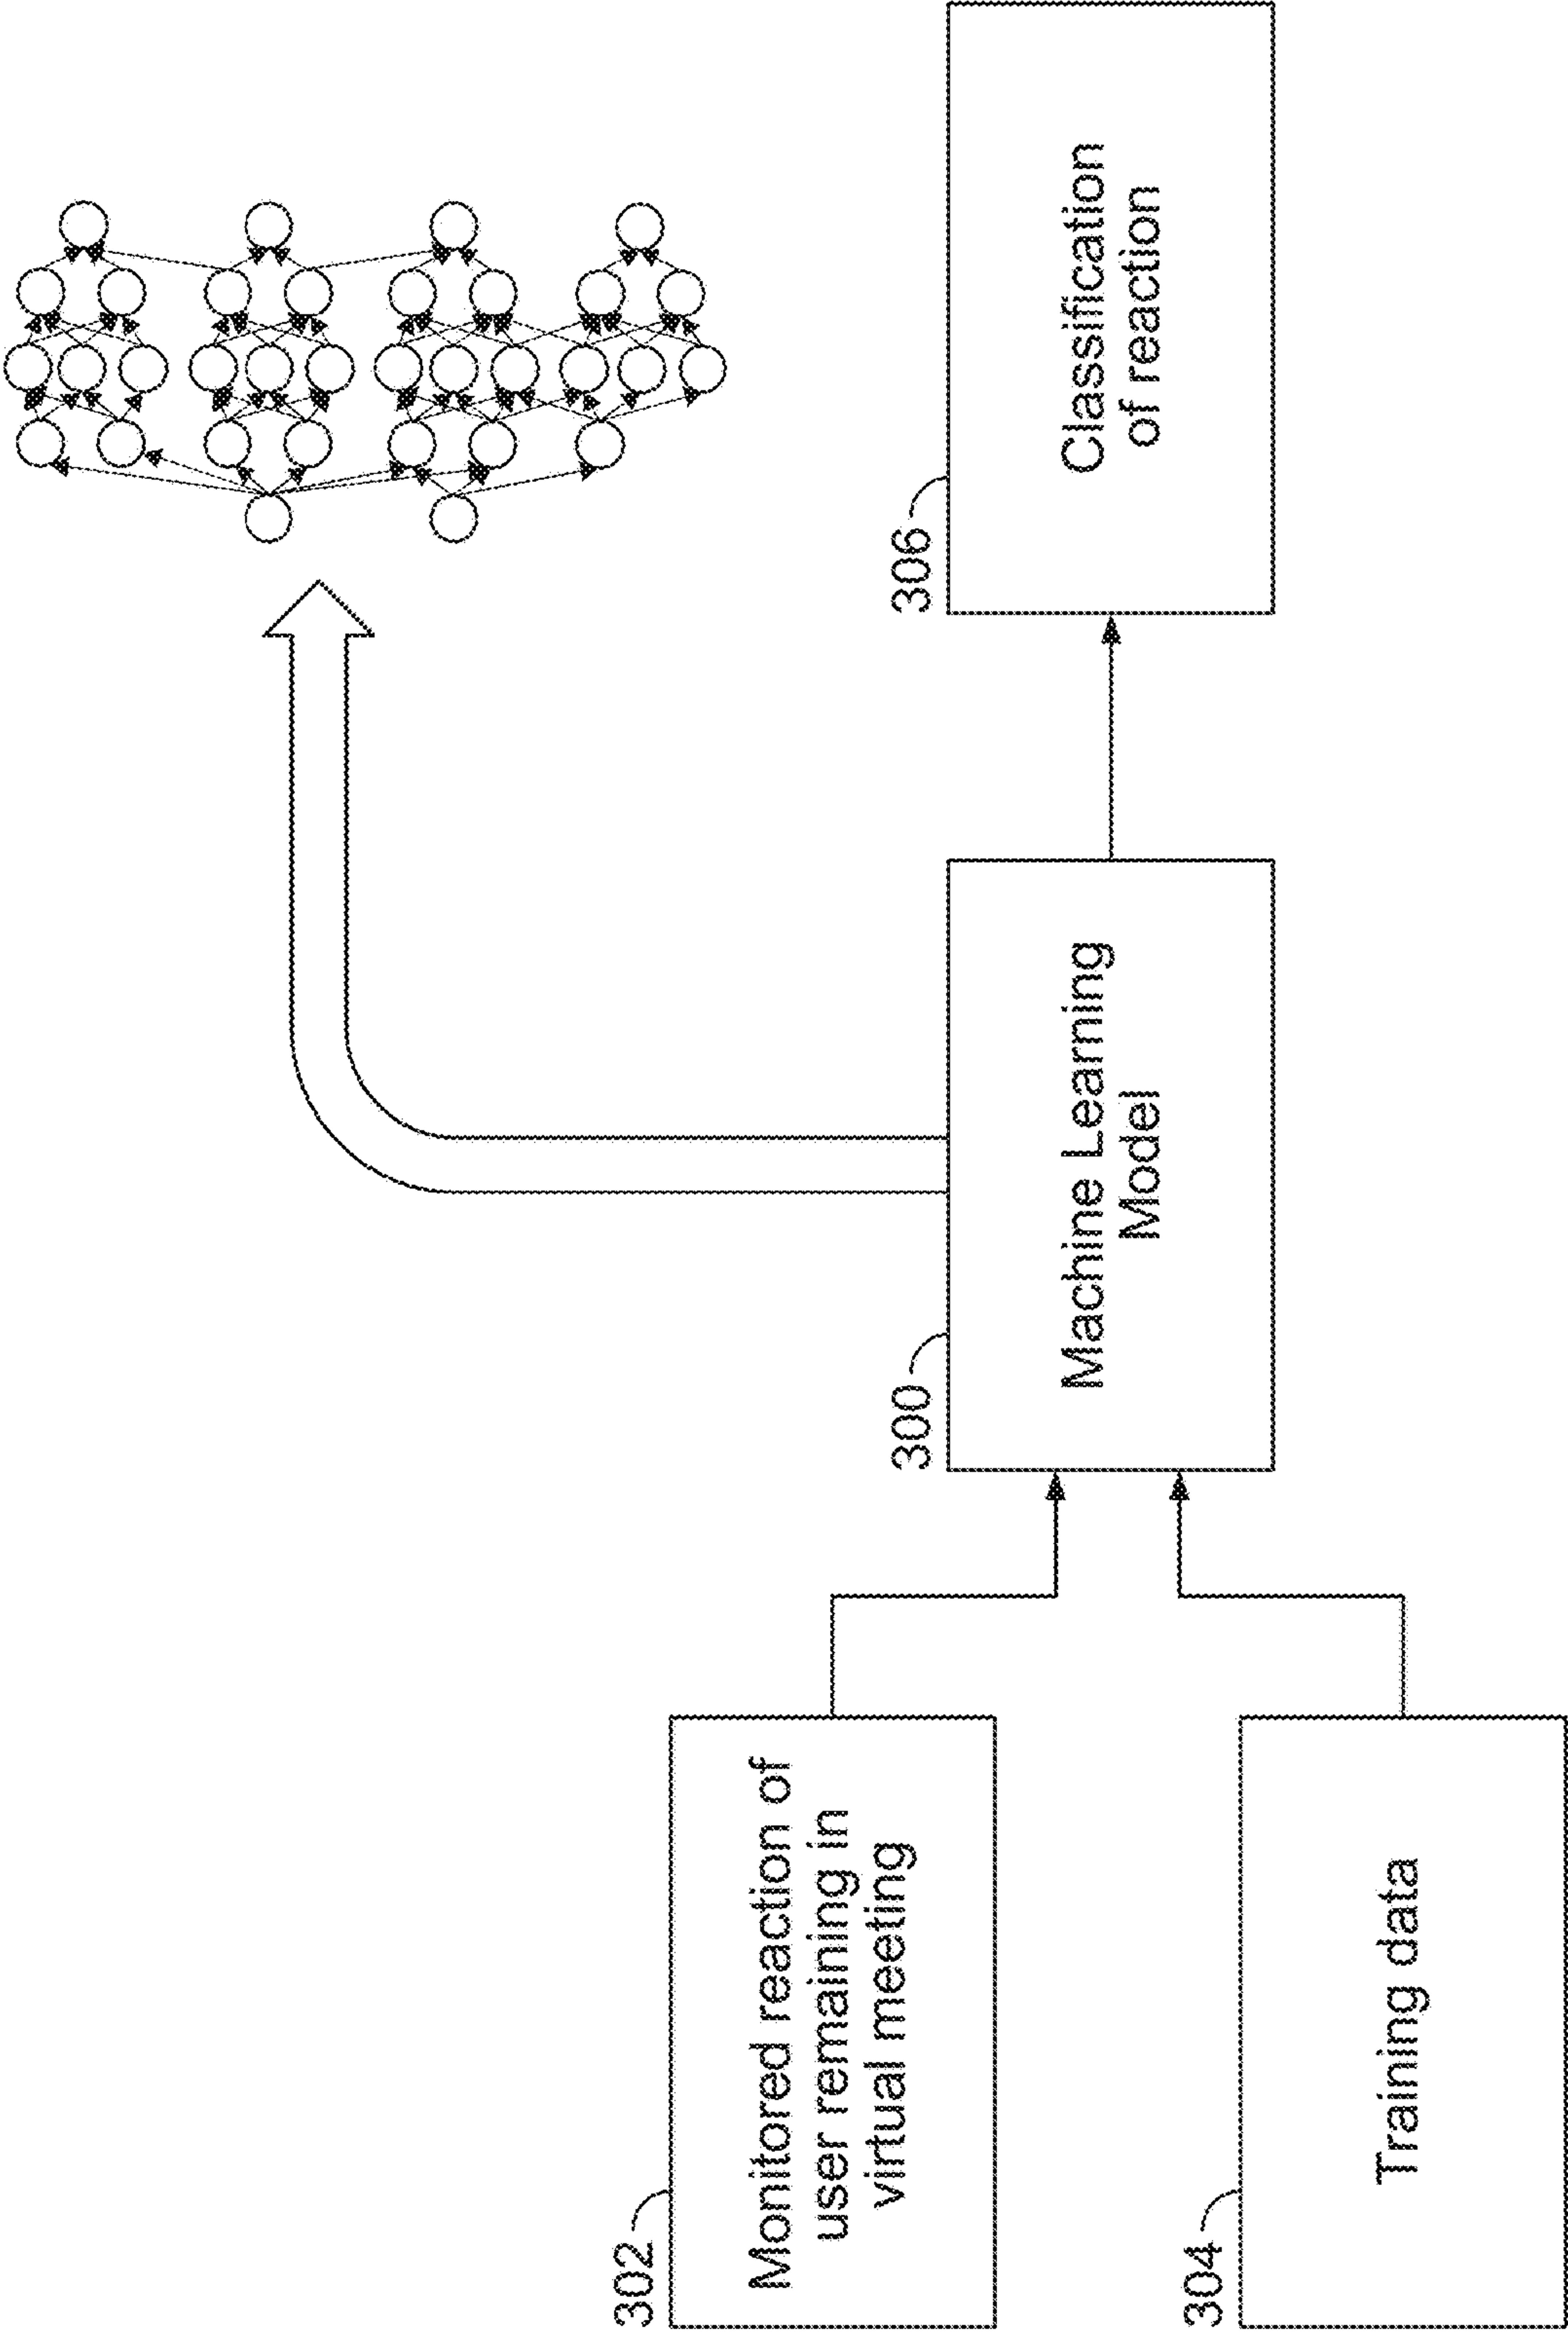 302
Monitored reaction of
user remaining in
virtual meeting
304
Training data
300
Machine Learning
Model
306
Classification
of reaction